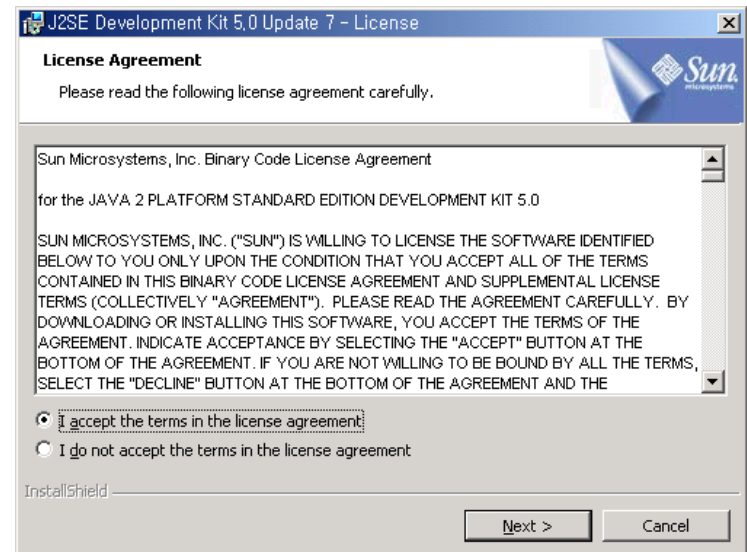 J2SE Development Kit 5.0 Update 7 - License
License Agreement
Please read the following license agreement carefully.
Sun
microsystems
Sun Microsystems, Inc. Binary Code License Agreement
for the JAVA 2 PLATFORM STANDARD EDITION DEVELOPMENT KIT 5.0
SUN MICROSYSTEMS, INC. ("SUN") IS WILLING TO LICENSE THE SOFTWARE IDENTIFIED
BELOW TO YOU ONLY UPON THE CONDITION THAT YOU ACCEPT ALL OF THE TERMS
CONTAINED IN THIS BINARY CODE LICENSE AGREEMENT AND SUPPLEMENTAL LICENSE
TERMS (COLLECTIVELY "AGREEMENT").  PLEASE READ THE AGREEMENT CAREFULLY.  BY
DOWNLOADING OR INSTALLING THIS SOFTWARE, YOU ACCEPT THE TERMS OF THE
AGREEMENT. INDICATE ACCEPTANCE BY SELECTING THE "ACCEPT" BUTTON AT THE
BOTTOM OF THE AGREEMENT. IF YOU ARE NOT WILLING TO BE BOUND BY ALL THE TERMS,
SELECT THE "DECLINE" BUTTON AT THE BOTTOM OF THE AGREEMENT AND THE
I accept the terms in the license agreement
I do not accept the terms in the license agreement
InstallShield
Next >
Cancel